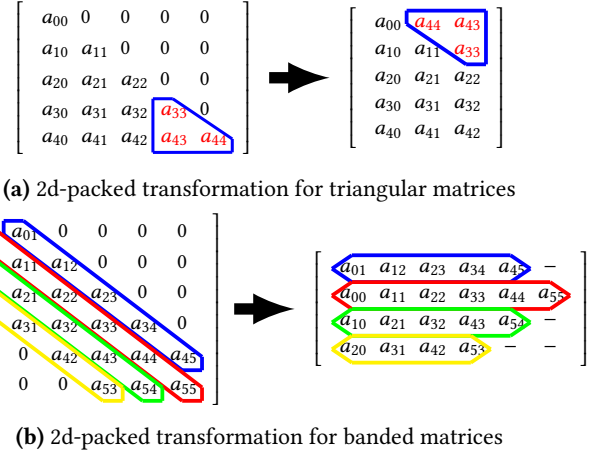 a00 0 0 0 0
a10 a11 0 0 0
a20 a21 a22 0 0
a30 a31 a32 a33 0
a40 a41 a42 a43 a44
a00 a44 a43
a10 a11 a33
a20 a21 a22
a30 a31 a32
a40 a41 a42
(a) 2d-packed transformation for triangular matrices
a01 0 0 0 0
a11 a12 0 0 0
a21 a22 a23 0 0
a31 a32 a33 a34 0
0 a42 a43 a44 a45
0 0 a53 a54 a55
a01 a12 a23 a34 a45 –
a00 a11 a22 a33 a44 a55
a10 a21 a32 a43 a54 –
a20 a31 a42 a53 – –
(b) 2d-packed transformation for banded matrices